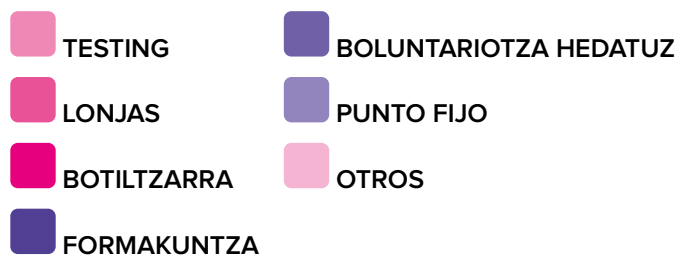 TESTING
LONJAS
BOTILTZARRA
FORMAKUNTZA
BOLUNTARIOTZA HEDATUZ
PUNTO FIJO
OTROS